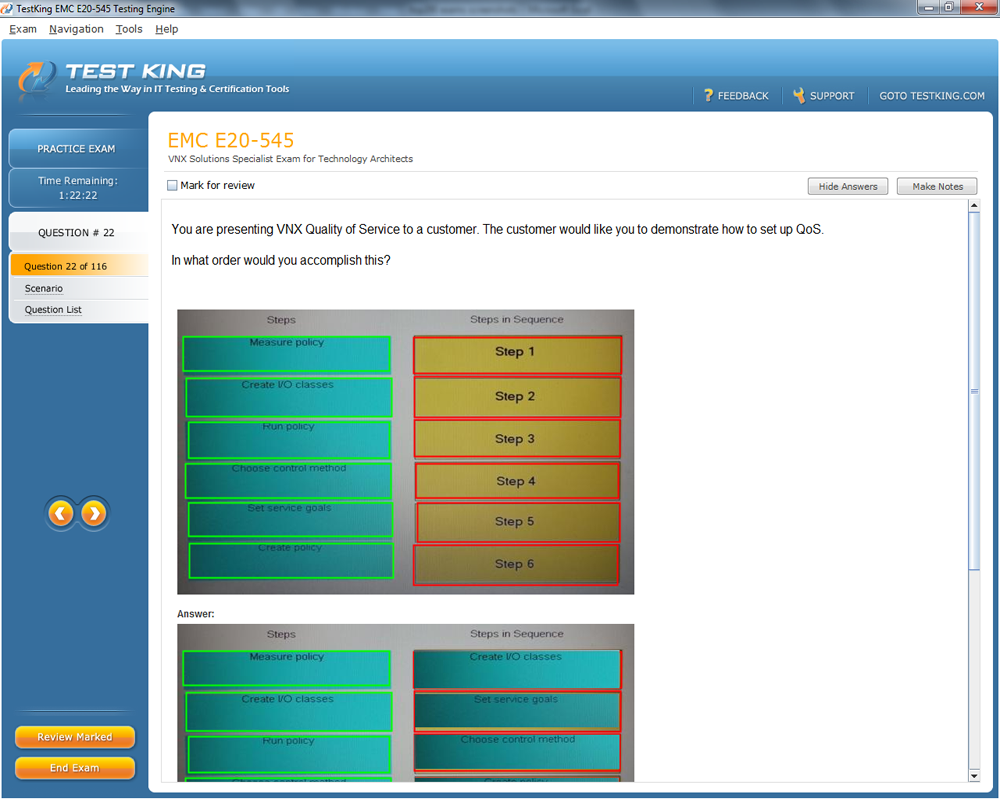 TestKing EMC E20-545 Testing Engine
Exam Navigation Tools Help
TEST KING
Leading the Way in IT Testing & Certification Tools
FEEDBACK SUPPORT GOTO TESTKING.COM
PRACTICE EXAM
Time Remaining:
1:22:22
QUESTION # 22
Question 22 of 116
Scenario
Question List
Review Marked
End Exam
EMC E20-545
VNX Solutions Specialist Exam for Technology Architects
Mark for review
Hide Answers Make Notes
You are presenting VNX Quality of Service to a customer. The customer would like you to demonstrate how to set up QoS.
In what order would you accomplish this?
Steps Steps in Sequence
Measure policy Step 1
Create I/O classes Step 2
Run policy Step 3
Choose control method Step 4
Set service goals Step 5
Create policy Step 6
Answer:
Steps Steps in Sequence
Measure policy Create I/O classes
Create I/O classes Set service goals
Run policy Choose control method
Choose control method Create policy